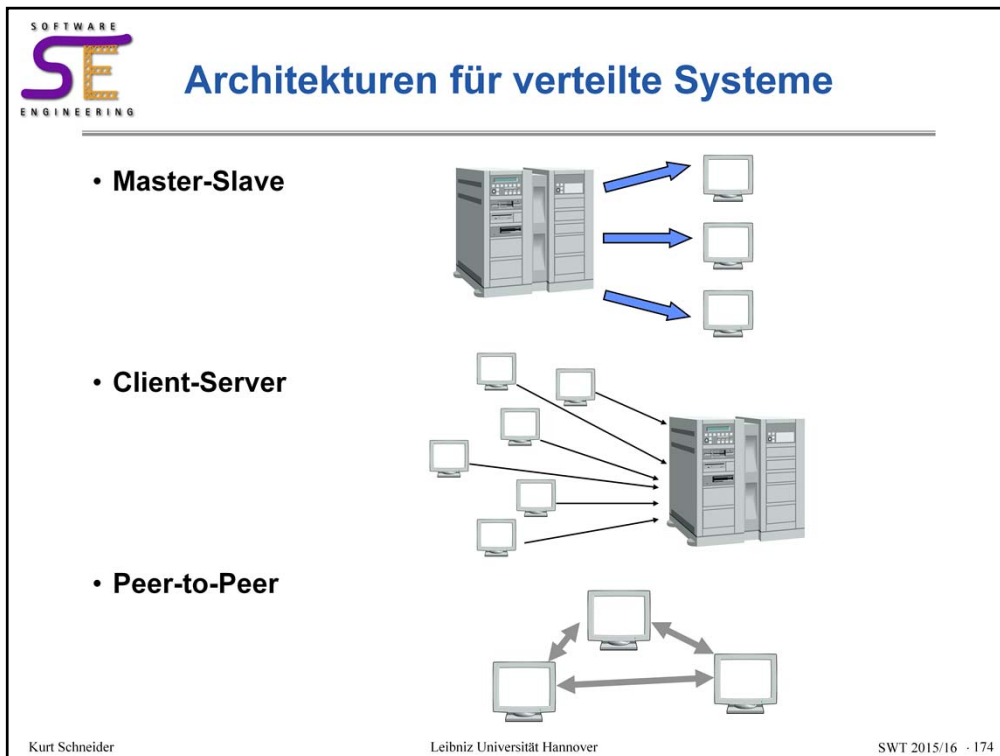 SOFTWARE
SE
ENGINEERING
Architekturen für verteilte Systeme
• Master-Slave
• Client-Server
• Peer-to-Peer
Kurt Schneider
Leibniz Universität Hannover
SWT 2015/16 · 174